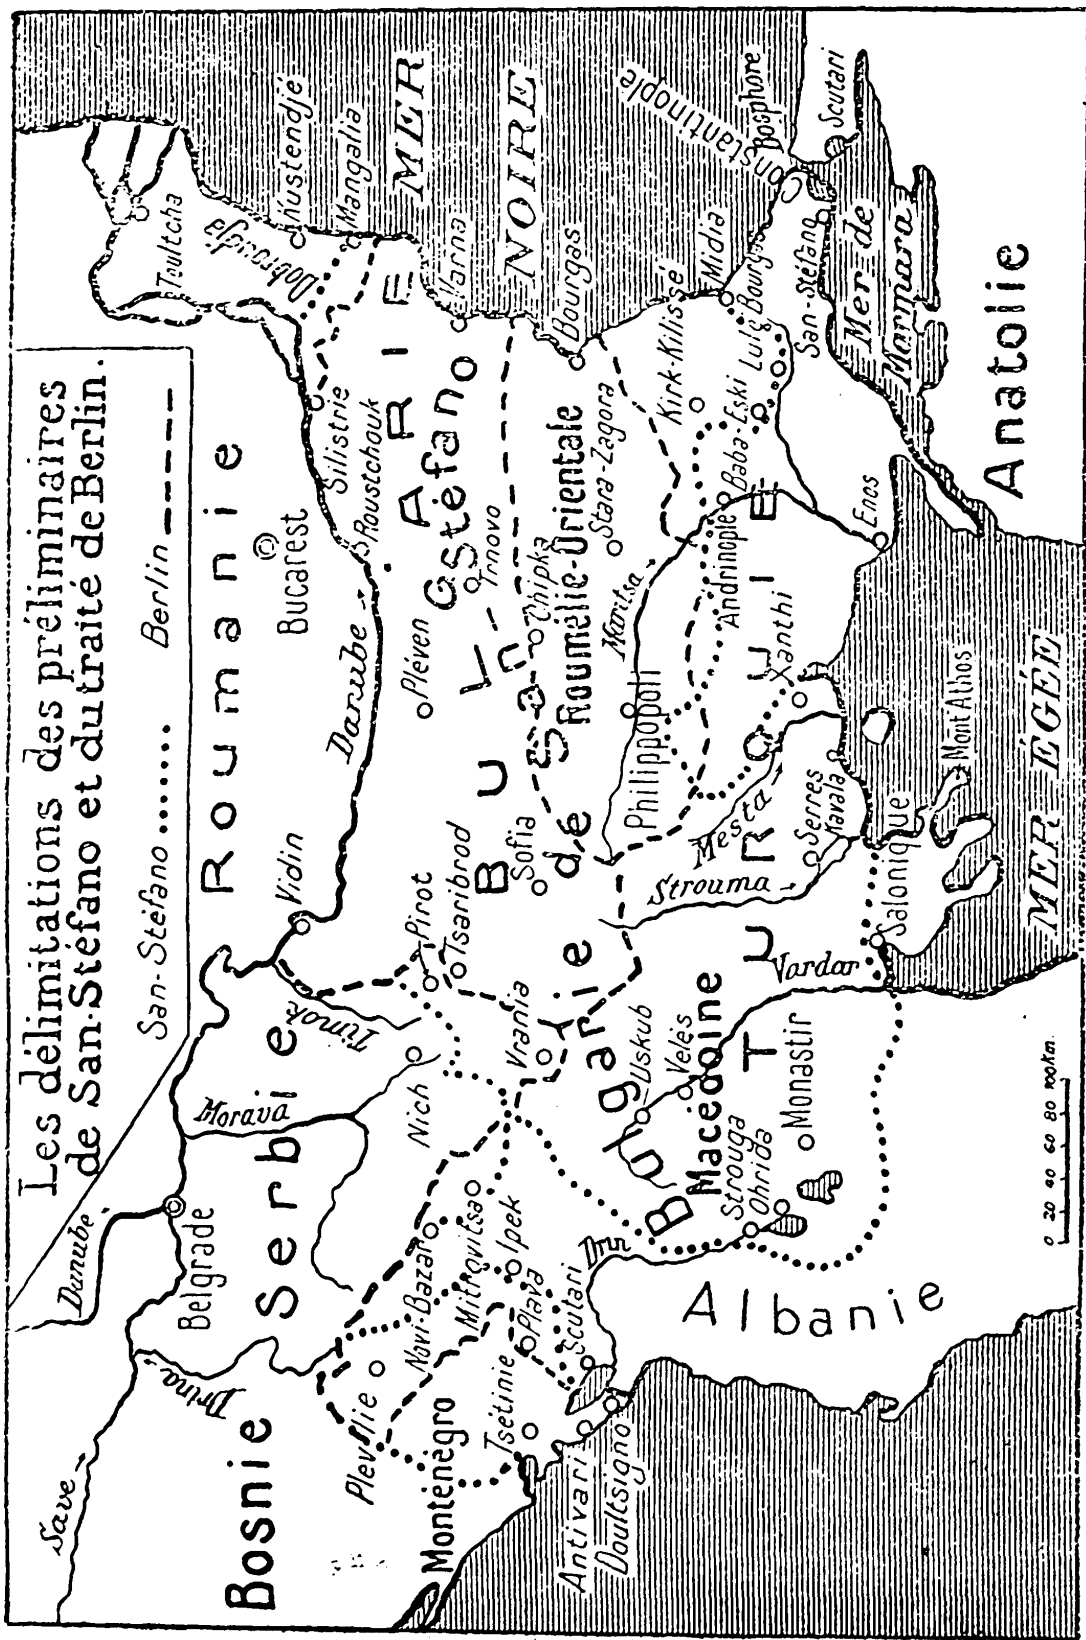 Les délimitations des préliminaires
de San-Stéfano et du traité de Berlin.
San-Stéfano ...... Berlin
Save
Danube
Drina
Belgrade
Bosnie
Serbie
Morava
Timok
Roumanie
Vidin
Danube
Bucarest
Silistrie
Roustchouk
Toultcha
Dobroudja
Kustendje
Mangalia
MER
NOIRE
Varna
Bourgas
BULGARIE
Bulgarie
de
San Stéfano
Pléven
Trnovo
Chipka
Sofia
Pirot
Tsaribrod
Nich
Vrania
Roumélie-Orientale
Stara-Zagora
Maritsa
Philippopoli
Kirk-Kilissé
Midia
Lulé Bourgas
Baba-Eski
Andrinople
Constantinople
Bosphore
Scutari
San-Stéfano
Mer de
Marmara
Anatolie
Enos
Xanthi
Mesta
Strouma
Serres
Kavala
Mont Athos
MER ÉGÉE
Salonique
Vardar
TURQUIE
Macédoine
Uskub
Velès
Monastir
Strouga
Ohrida
Drin
Albanie
Monténégro
Plevlie
Novi-Bazar
Mitrovitsa
Ipek
Plava
Tsétinie
Scutari
Antivari
Doultsigno
0 20 40 60 80 100 Km.